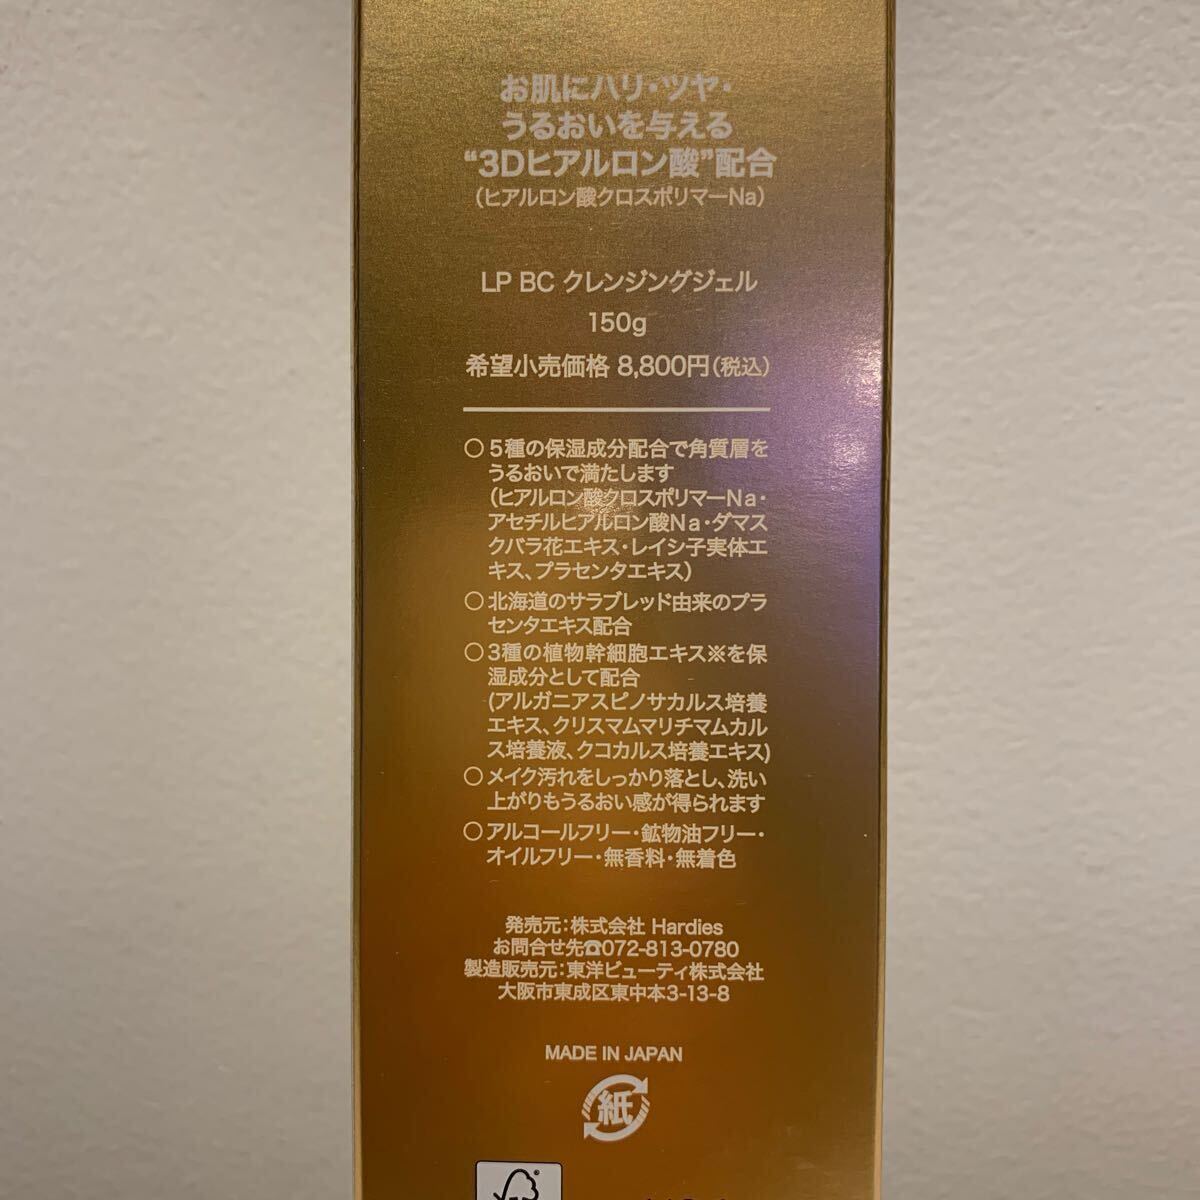 お肌にハリ・ツヤ・
うるおいを与える
“3Dヒアルロン酸”配合
（ヒアルロン酸クロスポリマーNa）
LP BC クレンジングジェル
150g
希望小売価格 8,800円（税込）
○ 5種の保湿成分配合で角質層を
うるおいで満たします
（ヒアルロン酸クロスポリマーNa・
アセチルヒアルロン酸Na・ダマス
クバラ花エキス・レイシ子実体エ
キス、プラセンタエキス）
○ 北海道のサラブレッド由来のプラ
センタエキス配合
○ 3種の植物幹細胞エキス※を保
湿成分として配合
(アルガニアスピノサカルス培養
エキス、クリスマムマリチマムカル
ス培養液、クコカルス培養エキス)
○ メイク汚れをしっかり落とし、洗い
上がりもうるおい感が得られます
○ アルコールフリー・鉱物油フリー・
オイルフリー・無香料・無着色
発売元：株式会社 Hardies
お問合せ先☎072-813-0780
製造販売元：東洋ビューティ株式会社
大阪市東成区東中本3-13-8
MADE IN JAPAN
紙